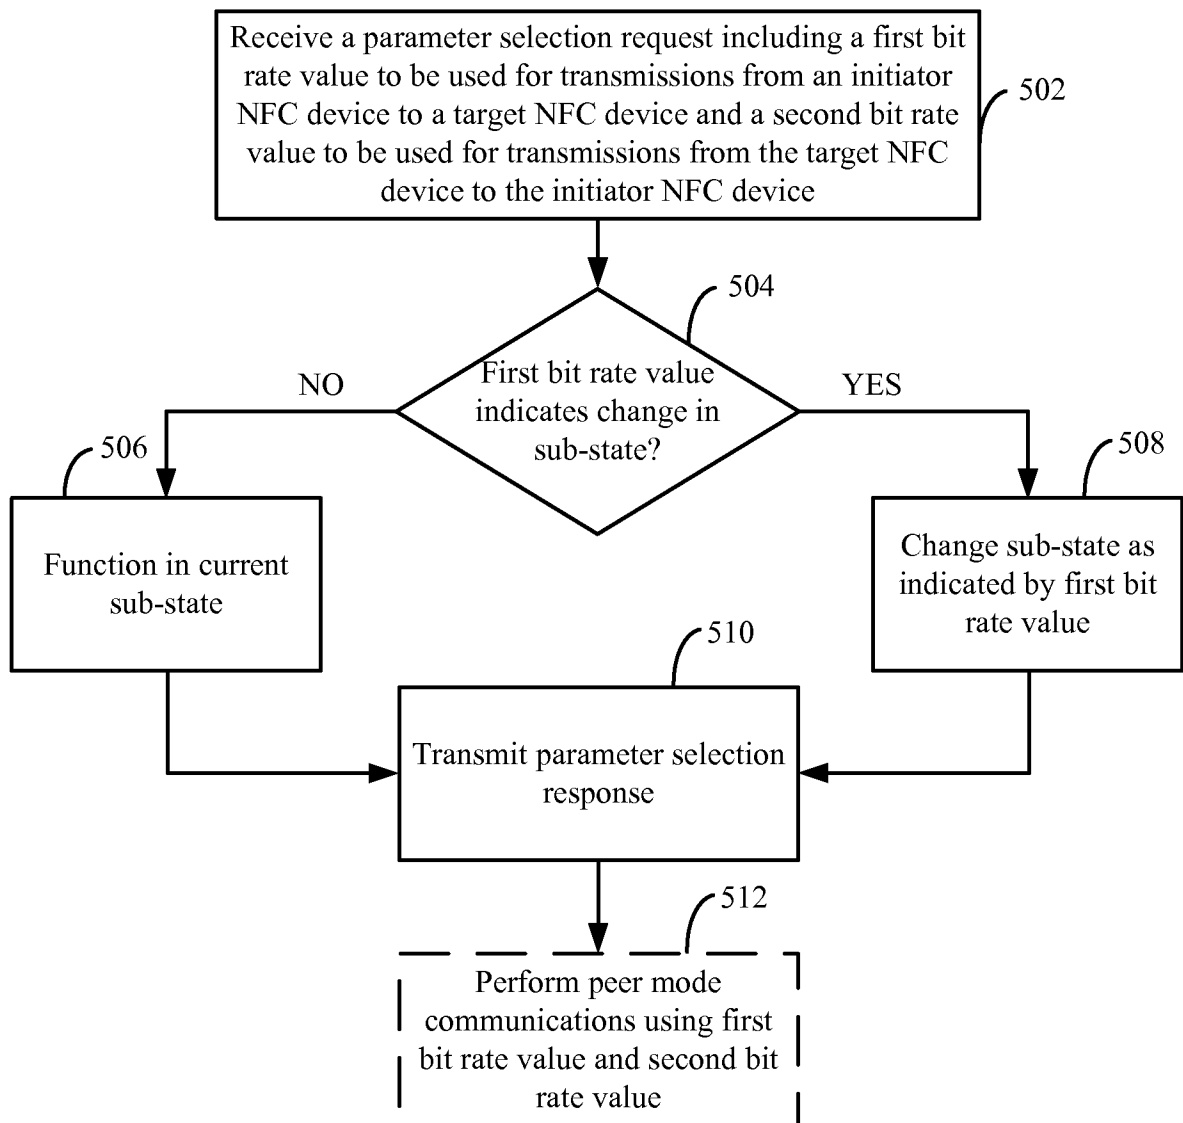 Receive a parameter selection request including a first bit
rate value to be used for transmissions from an initiator
NFC device to a target NFC device and a second bit rate
value to be used for transmissions from the target NFC
device to the initiator NFC device
502
504
First bit rate value
indicates change in
sub-state?
NO
YES
506
508
Function in current
sub-state
Change sub-state as
indicated by first bit
rate value
510
Transmit parameter selection
response
512
Perform peer mode
communications using first
bit rate value and second bit
rate value